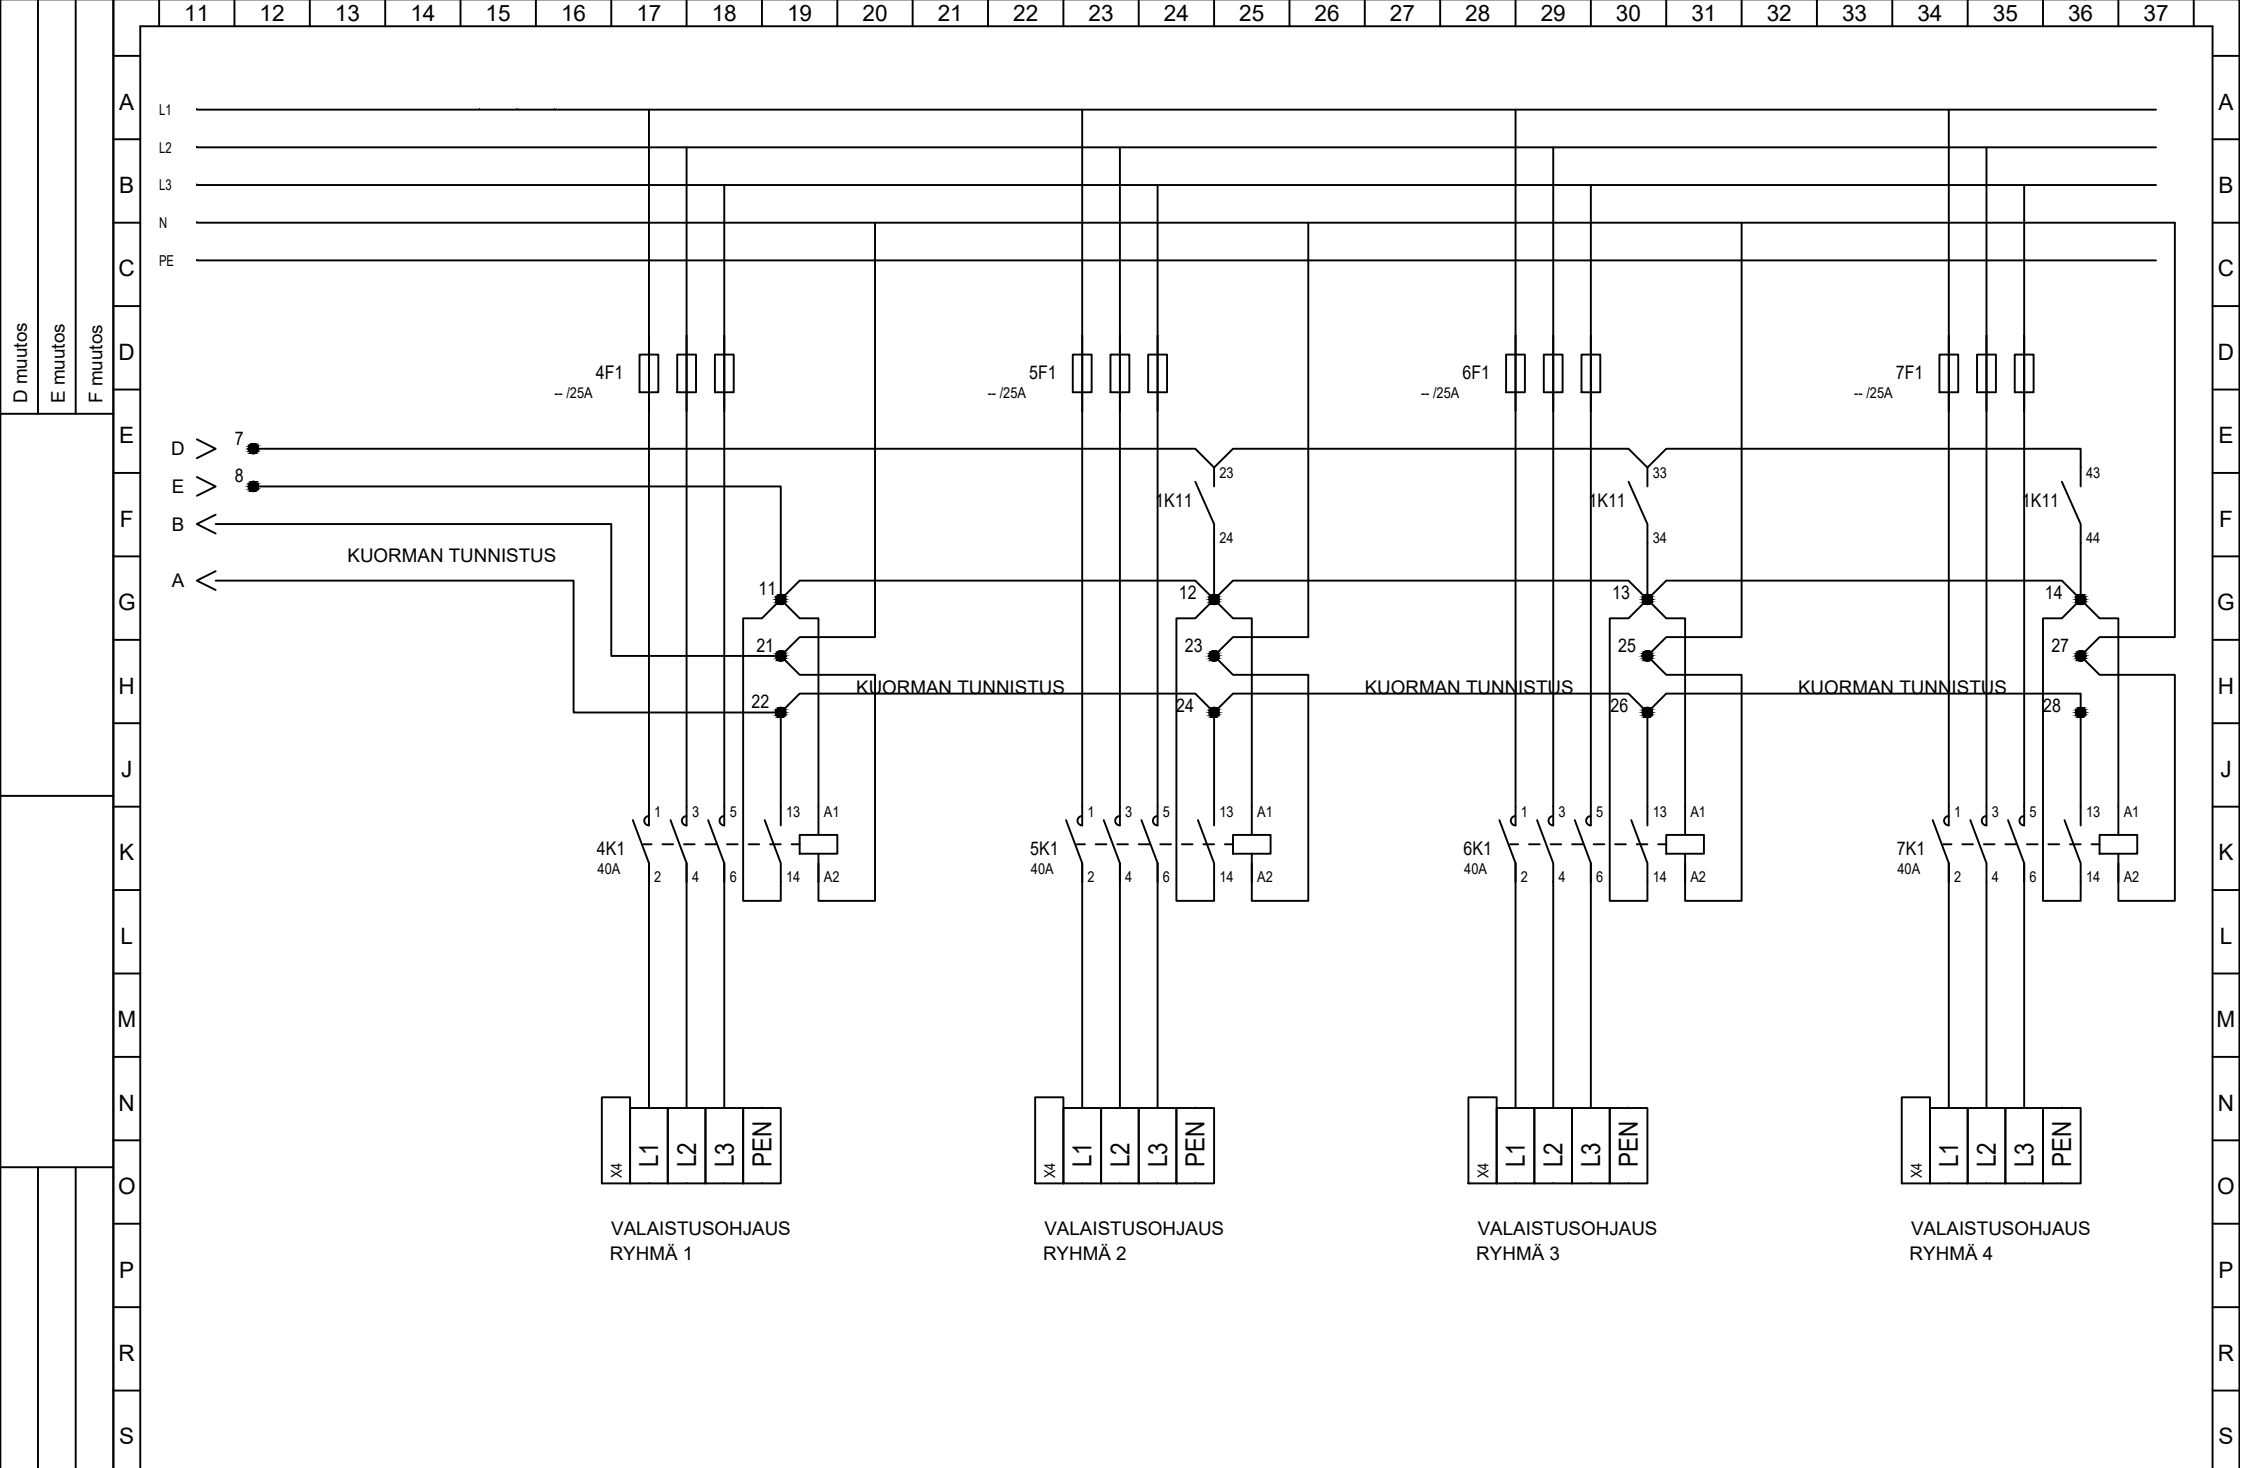 11 12 13 14 15 16 17 18 19 20 21 22 23 24 25 26 27 28 29 30 31 32 33 34 35 36 37
D muutos
E muutos
F muutos
A L1 A
L2
B L3 B
N
C PE C
D 4F1 5F1 6F1 7F1 D
-- /25A -- /25A -- /25A -- /25A
E E
D 7
23 33 43
E 8
1K11 1K11 1K11
F F
B
24 34 44
KUORMAN TUNNISTUS
A
11 12 13 14
G G
21 23 25 27
H KUORMAN TUNNISTUS KUORMAN TUNNISTUS KUORMAN TUNNISTUS H
22 24 26 28
J J
1 3 5 13 A1 1 3 5 13 A1 1 3 5 13 A1 1 3 5 13 A1
K 4K1 5K1 6K1 7K1 K
40A 40A 40A 40A
2 4 6 14 A2 2 4 6 14 A2 2 4 6 14 A2 2 4 6 14 A2
L L
M M
N N
X4 L1 L2 L3 PEN X4 L1 L2 L3 PEN X4 L1 L2 L3 PEN X4 L1 L2 L3 PEN
O O
VALAISTUSOHJAUS VALAISTUSOHJAUS VALAISTUSOHJAUS VALAISTUSOHJAUS
RYHMÄ 1 RYHMÄ 2 RYHMÄ 3 RYHMÄ 4
P P
R R
S S